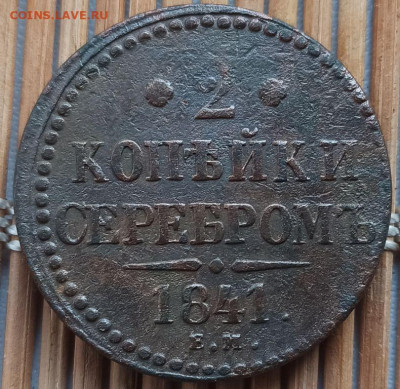 COINS.LAVE.RU
• 2 •
КОПѢЙКИ
СЕРЕБРОМЪ
1841.
Е.М.